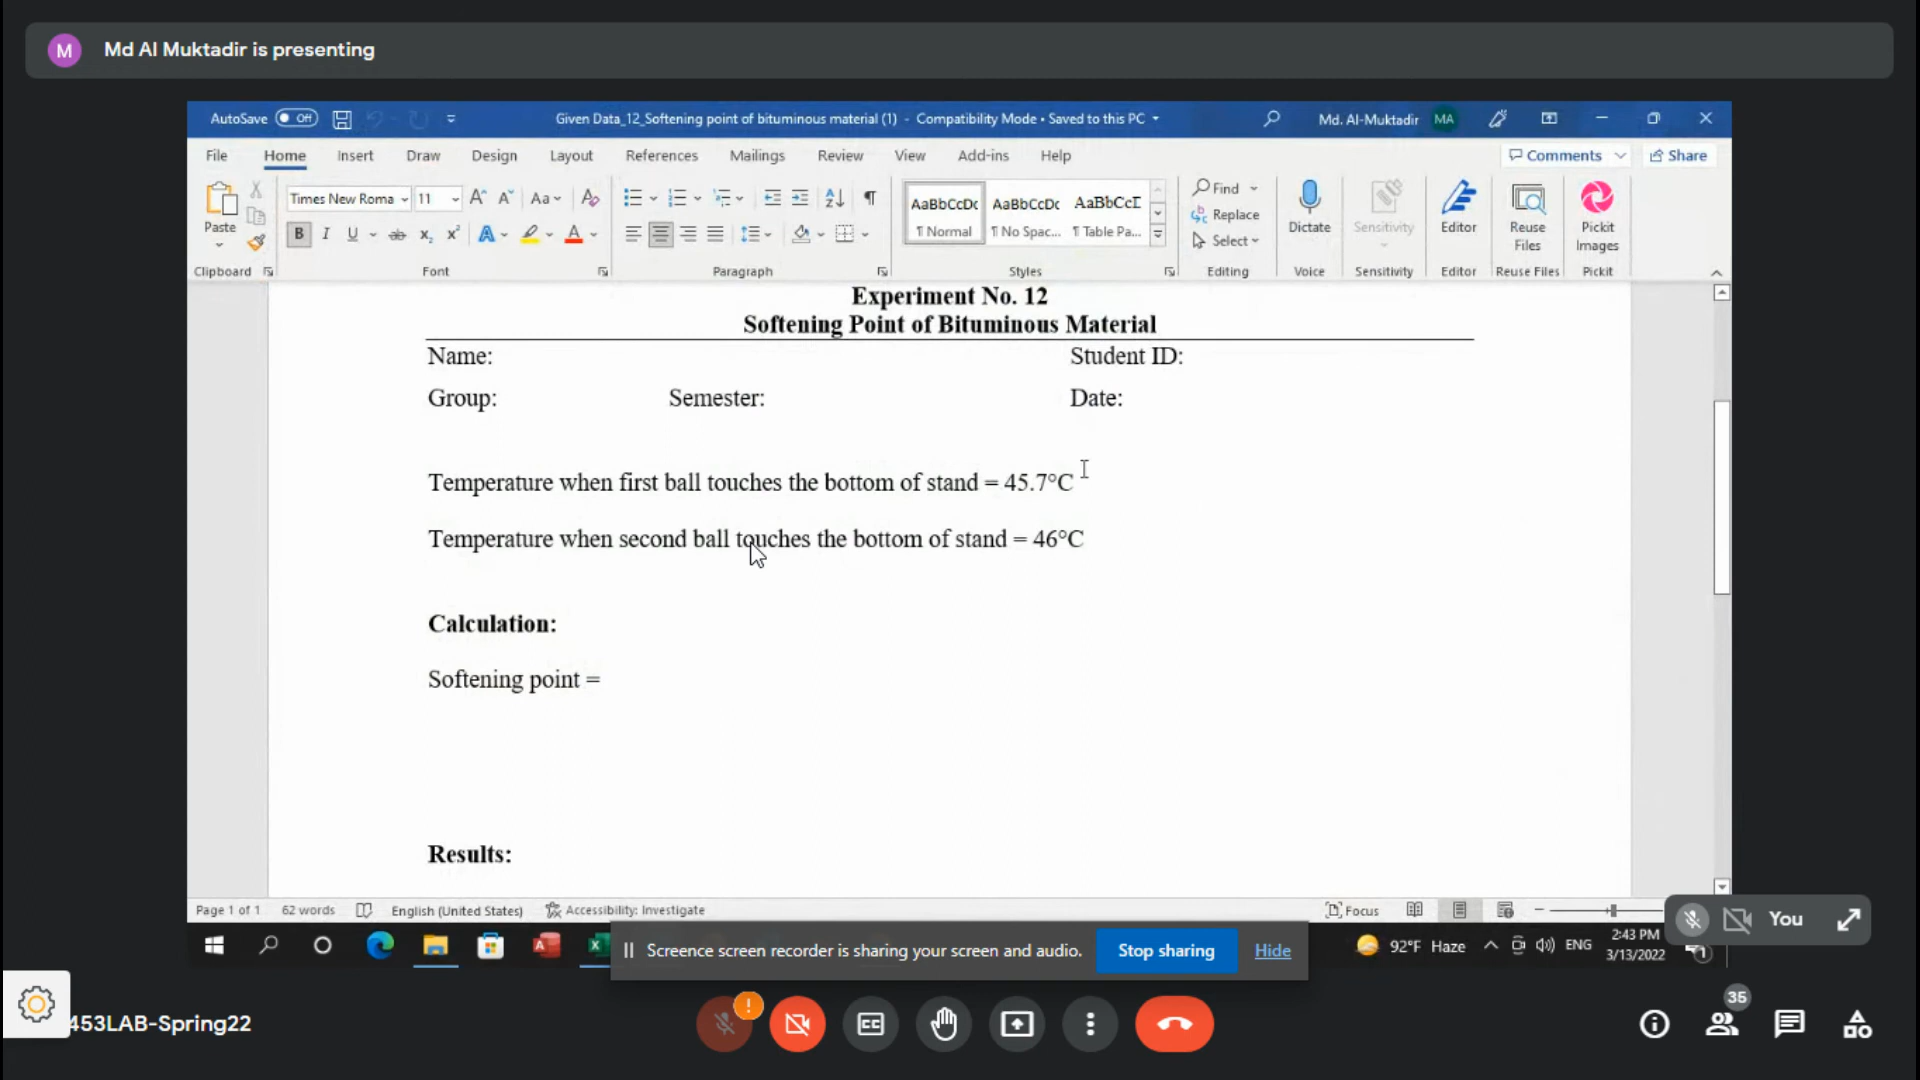 M Md Al Muktadir is presenting
AutoSave Off Given Data_12_Softening point of bituminous material (1) - Compatibility Mode • Saved to this PC Md. Al-Muktadir MA
File Home Insert Draw Design Layout References Mailings Review View Add-ins Help Comments Share
Paste Times New Roma 11 Aa
B I U ab x₂ x² A A
AaBbCcDc AaBbCcDc AaBbCcE
¶ Normal ¶ No Spac... ¶ Table Pa...
Find
Replace
Select
Dictate
Sensitivity
Editor
Reuse Files
Pickit Images
Clipboard Font Paragraph Styles Editing Voice Sensitivity Editor Reuse Files Pickit
Experiment No. 12
Softening Point of Bituminous Material
Name: Student ID:
Group: Semester: Date:
Temperature when first ball touches the bottom of stand = 45.7°C
Temperature when second ball touches the bottom of stand = 46°C
Calculation:
Softening point =
Results:
Page 1 of 1 62 words English (United States) Accessibility: Investigate Focus
You
Screence screen recorder is sharing your screen and audio. Stop sharing Hide
92°F Haze ENG 2:43 PM
3/13/2022 1
453LAB-Spring22
CC
35